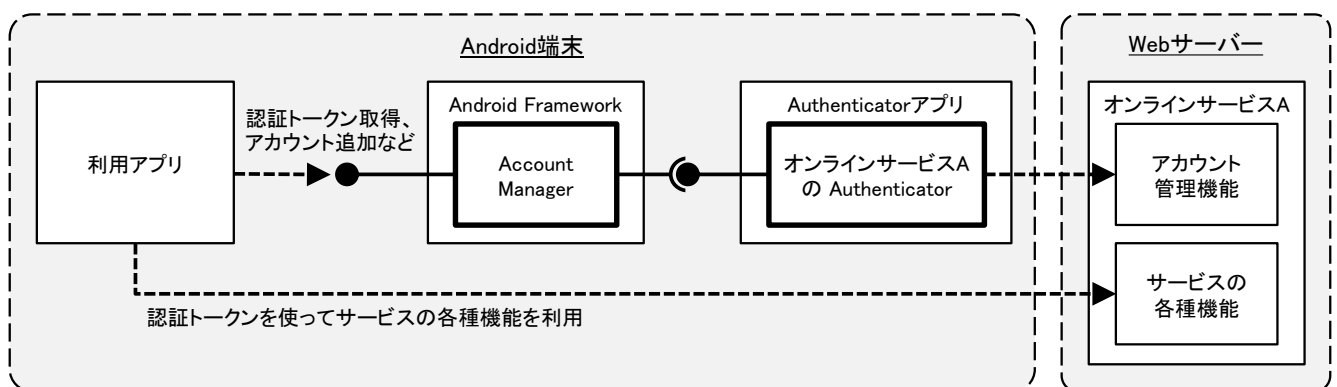 Android端末
Webサーバー
利用アプリ
認証トークン取得、
アカウント追加など
Android Framework
Account
Manager
Authenticatorアプリ
オンラインサービスA
の Authenticator
オンラインサービスA
アカウント
管理機能
サービスの
各種機能
認証トークンを使ってサービスの各種機能を利用